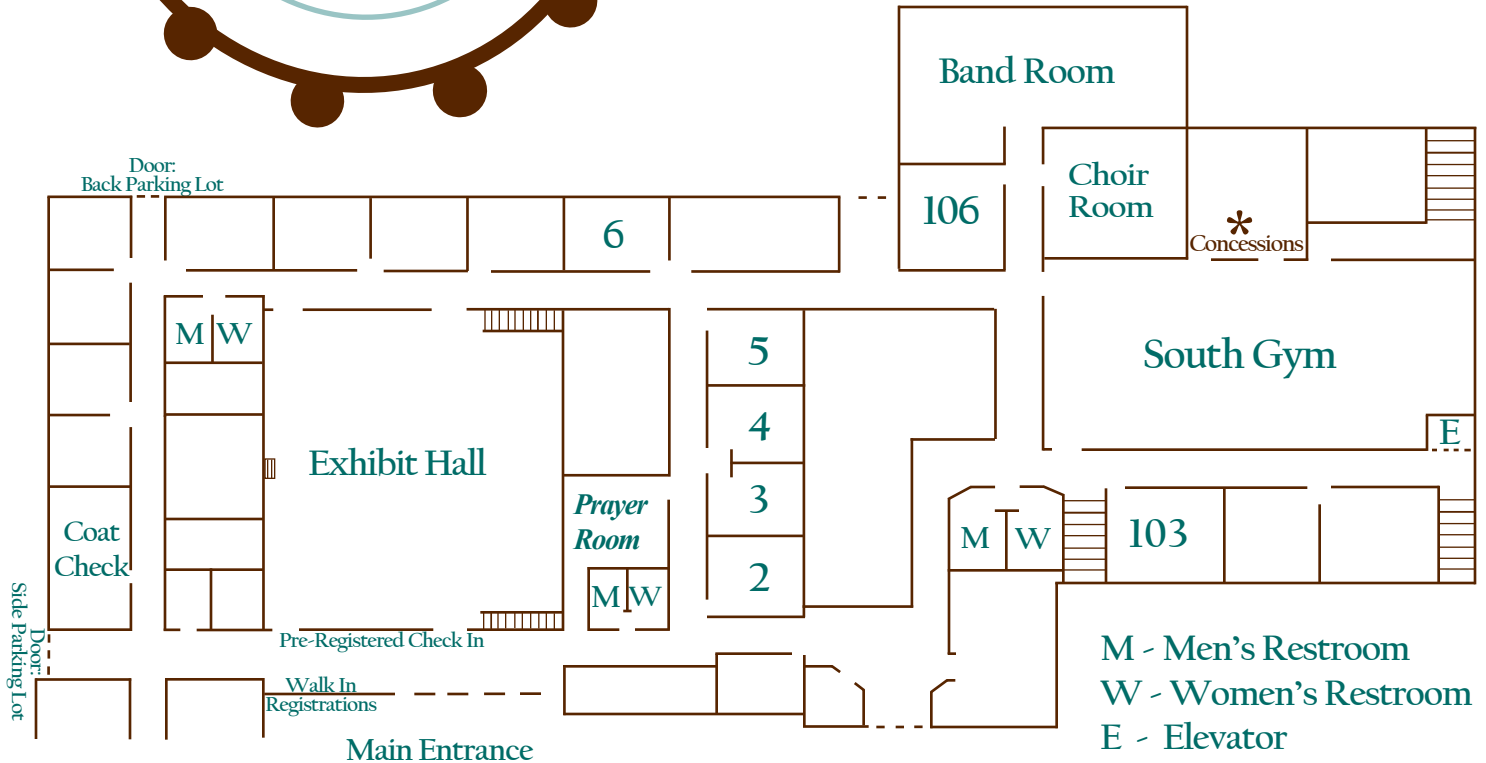 Band Room
Door:
Back Parking Lot
106
Choir
Room
6
*
Concessions
M W
5
South Gym
4
E
Exhibit Hall
Prayer
Room
3
Coat
Check
M W
103
2
M W
Door:
Side Parking Lot
Pre-Registered Check In
Walk In
Registrations
Main Entrance
M - Men's Restroom
W - Women's Restroom
E - Elevator